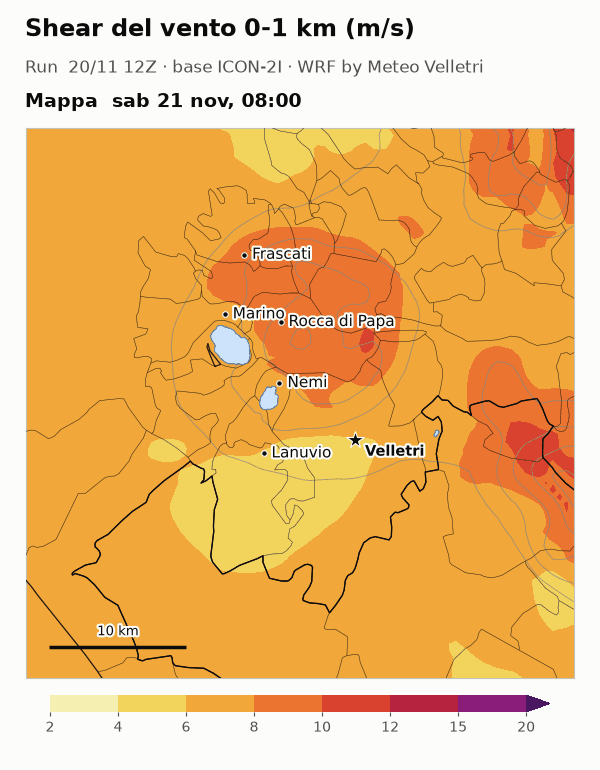 Shear del vento 0-1 km (m/s)
Run  20/11 12Z · base ICON-2I · WRF by Meteo Velletri
Mappa  sab 21 nov, 08:00
Frascati
Marino
Rocca di Papa
Nemi
Velletri
Lanuvio
10 km
2 4 6 8 10 12 15 20